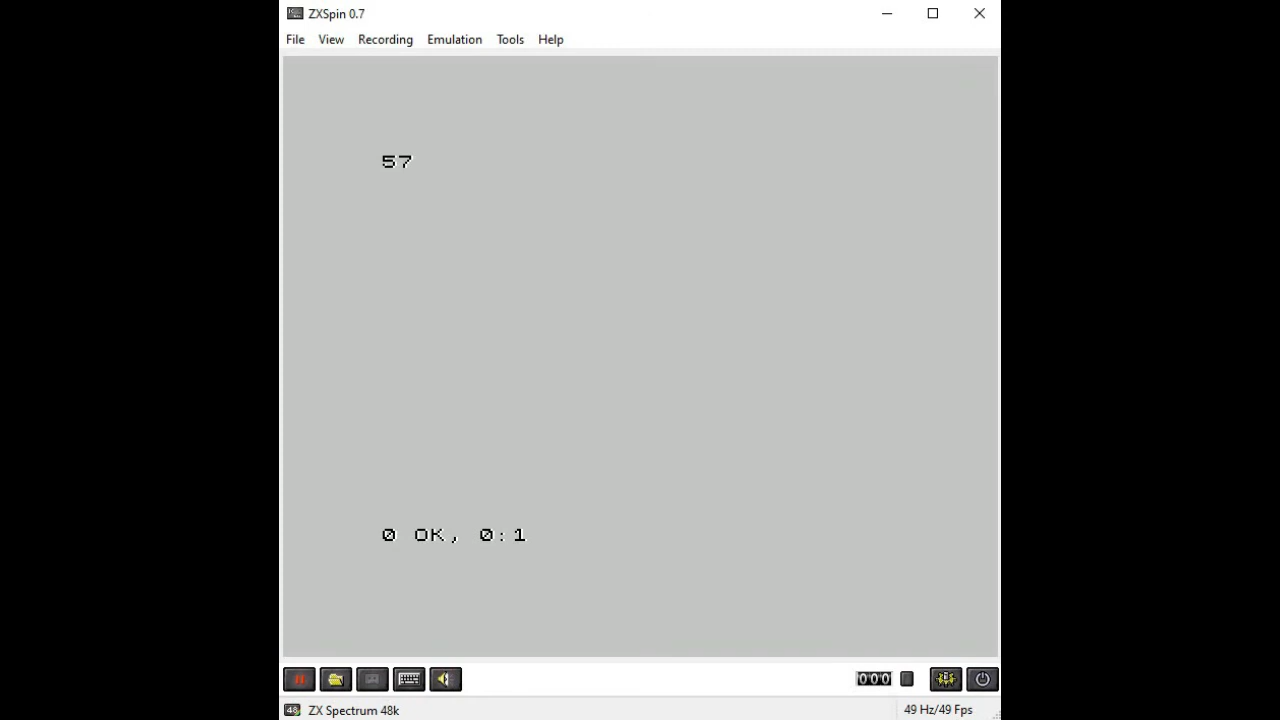 ZXSpin 0.7
File View Recording Emulation Tools Help
57
0 OK, 0:1
000
48 ZX Spectrum 48k 49 Hz/49 Fps